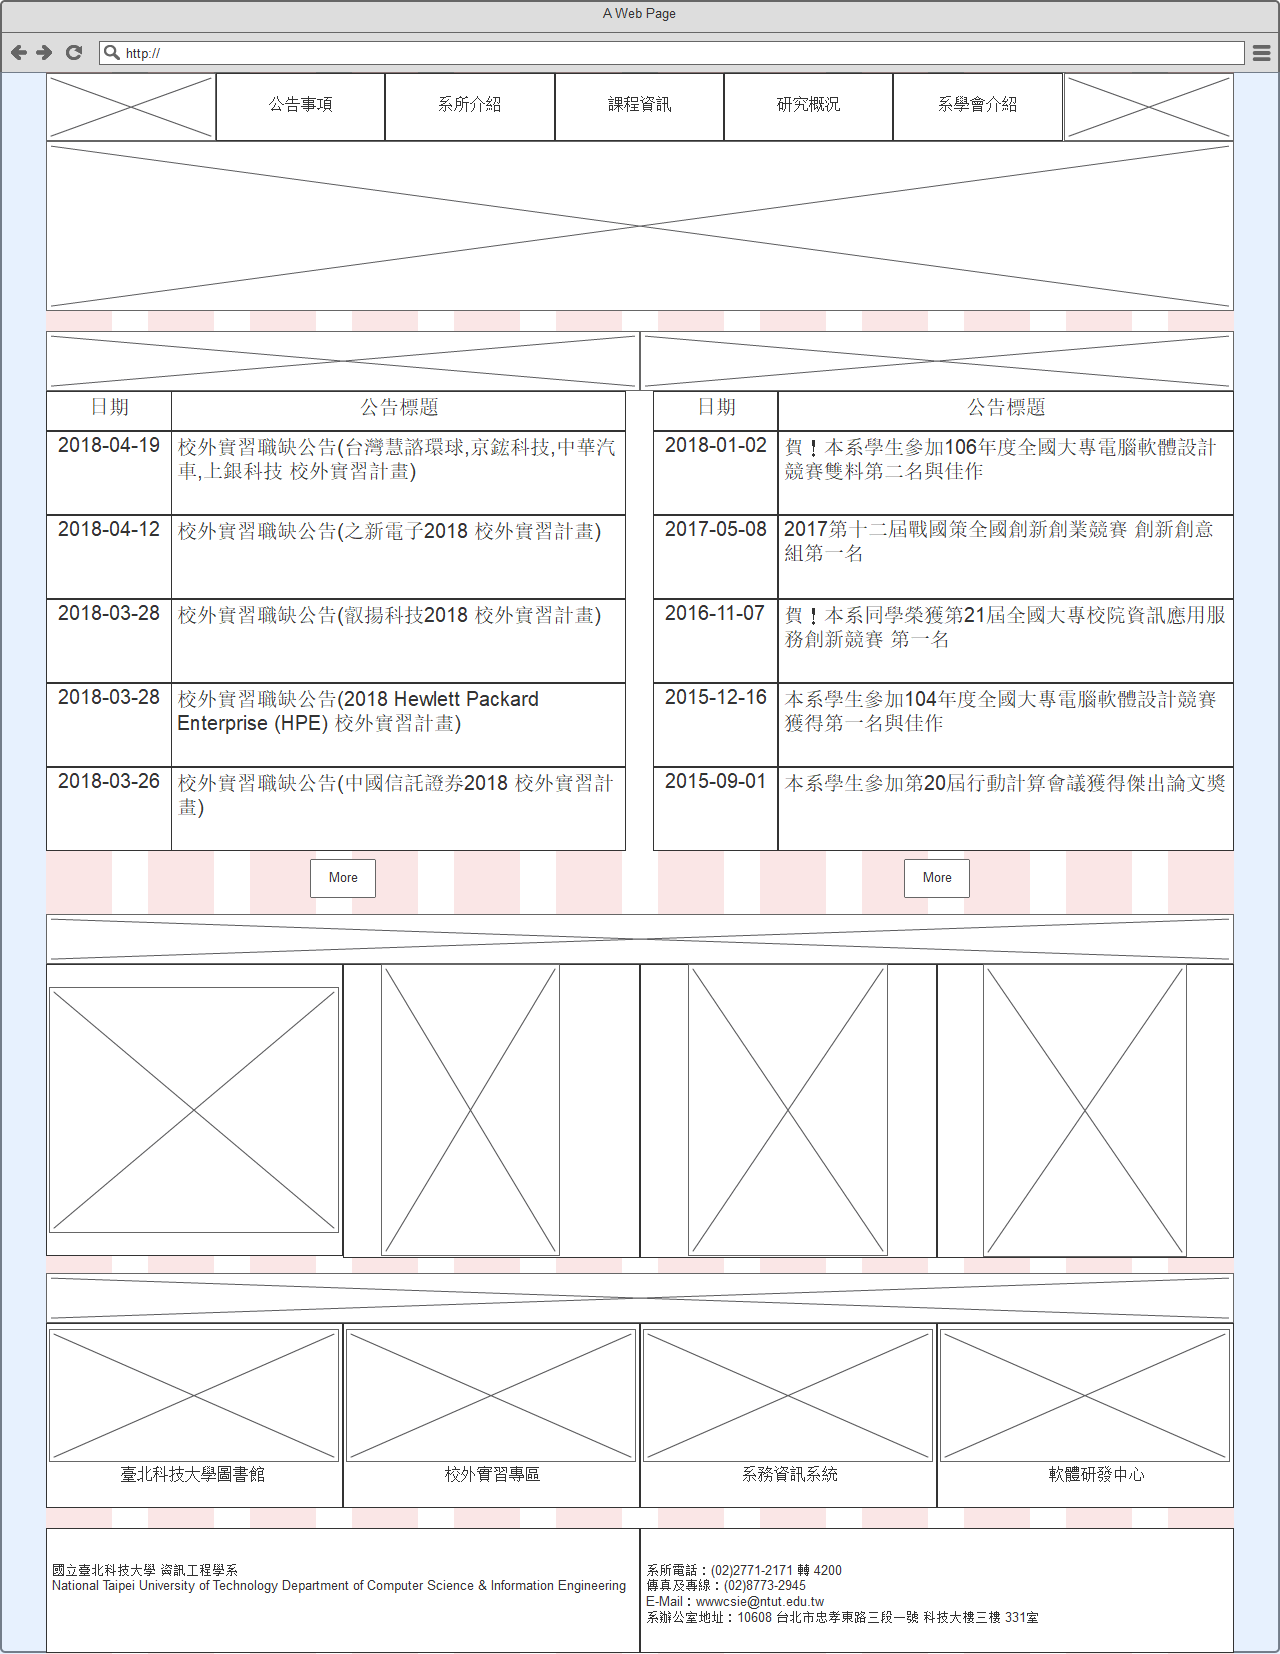 A Web Page
http://
公告事項
系所介紹
課程資訊
研究概況
系學會介紹
日期
公告標題
2018-04-19
校外實習職缺公告(台灣慧諮環球,京鋐科技,中華汽
車,上銀科技 校外實習計畫)
2018-04-12
校外實習職缺公告(之新電子2018 校外實習計畫)
2018-03-28
校外實習職缺公告(叡揚科技2018 校外實習計畫)
2018-03-28
校外實習職缺公告(2018 Hewlett Packard
Enterprise (HPE) 校外實習計畫)
2018-03-26
校外實習職缺公告(中國信託證券2018 校外實習計
畫)
More
日期
公告標題
2018-01-02
賀！本系學生參加106年度全國大專電腦軟體設計
競賽雙料第二名與佳作
2017-05-08
2017第十二屆戰國策全國創新創業競賽 創新創意
組第一名
2016-11-07
賀！本系同學榮獲第21屆全國大專校院資訊應用服
務創新競賽 第一名
2015-12-16
本系學生參加104年度全國大專電腦軟體設計競賽
獲得第一名與佳作
2015-09-01
本系學生參加第20屆行動計算會議獲得傑出論文獎
More
臺北科技大學圖書館
校外實習專區
系務資訊系統
軟體研發中心
國立臺北科技大學 資訊工程學系
National Taipei University of Technology Department of Computer Science & Information Engineering
系所電話：(02)2771-2171 轉 4200
傳真及專線：(02)8773-2945
E-Mail：wwwcsie@ntut.edu.tw
系辦公室地址：10608 台北市忠孝東路三段一號 科技大樓三樓 331室